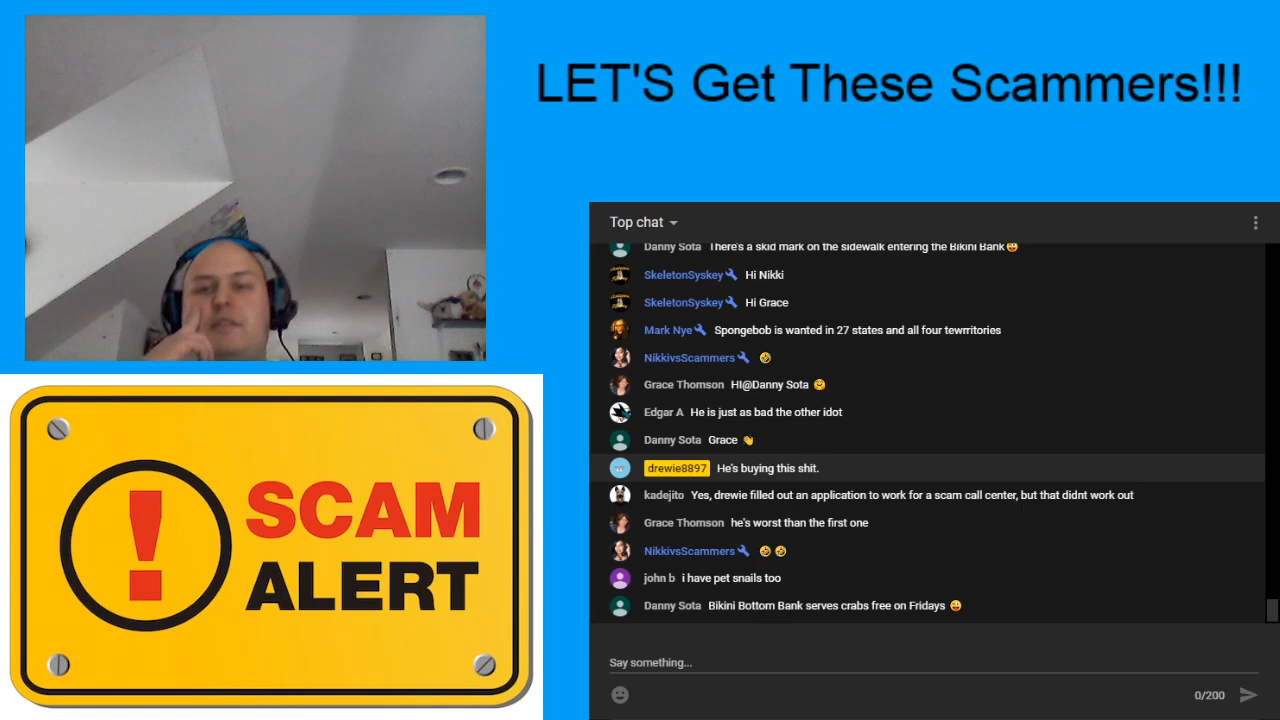 LET'S Get These Scammers!!!
Top chat
Danny Sota There's a skid mark on the sidewalk entering the Bikini Bank
SkeletonSyskey Hi Nikki
SkeletonSyskey Hi Grace
Mark Nye Spongebob is wanted in 27 states and all four tewrritories
NikkivsScammers
Grace Thomson HI@Danny Sota
Edgar A He is just as bad the other idot
Danny Sota Grace
drewie8897 He's buying this shit.
kadejito Yes, drewie filled out an application to work for a scam call center, but that didnt work out
Grace Thomson he's worst than the first one
NikkivsScammers
john b i have pet snails too
Danny Sota Bikini Bottom Bank serves crabs free on Fridays
Say something...
0/200
! SCAM
ALERT